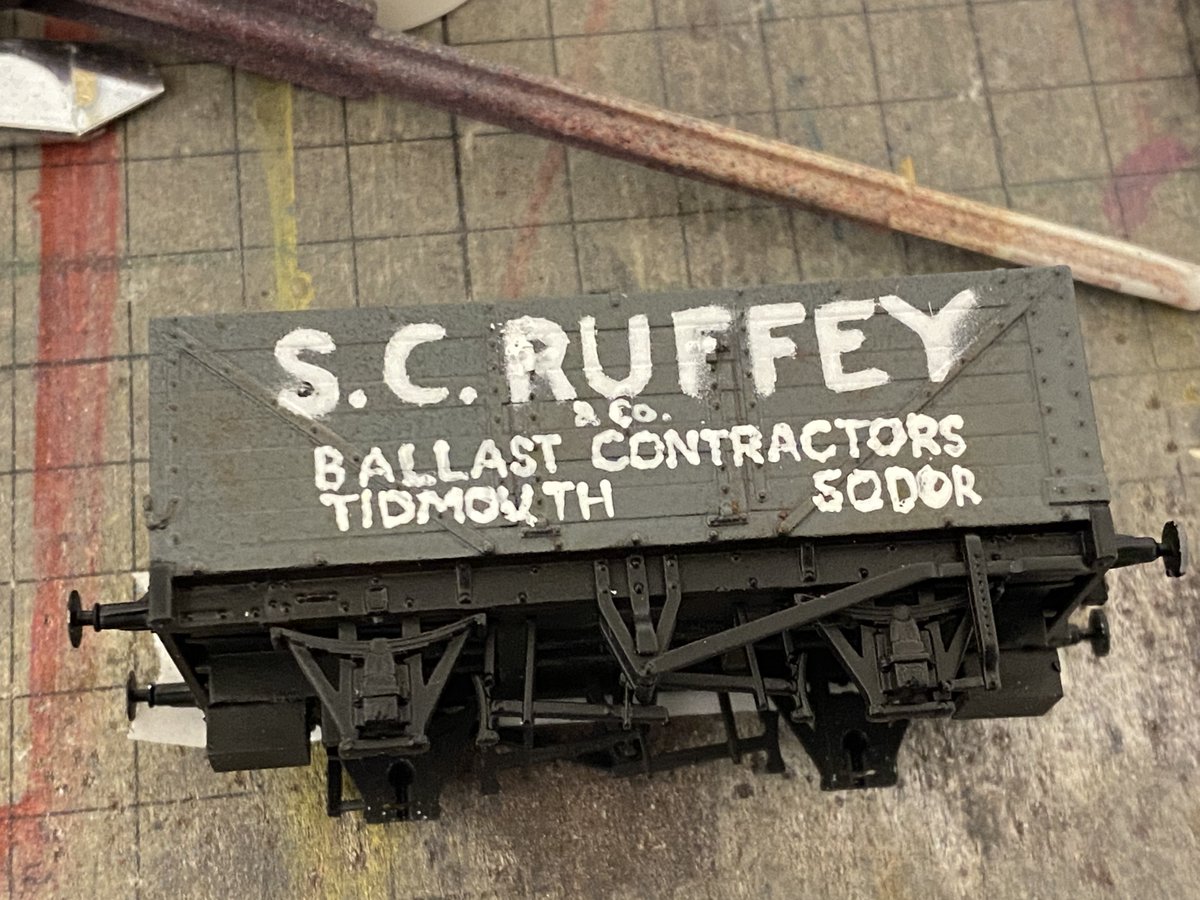 S.C. RUFFEY
& Co.
BALLAST CONTRACTORS
TIDMOUTH SODOR